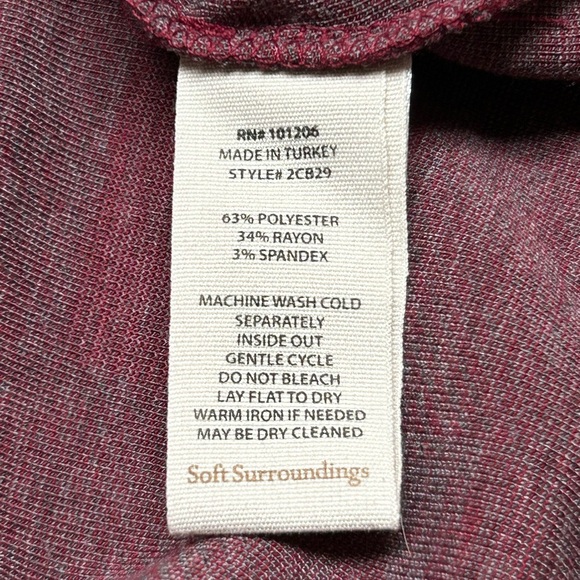 RN# 101206
MADE IN TURKEY
STYLE# 2CB29
63% POLYESTER
34% RAYON
3% SPANDEX
MACHINE WASH COLD
SEPARATELY
INSIDE OUT
GENTLE CYCLE
DO NOT BLEACH
LAY FLAT TO DRY
WARM IRON IF NEEDED
MAY BE DRY CLEANED
Soft Surroundings